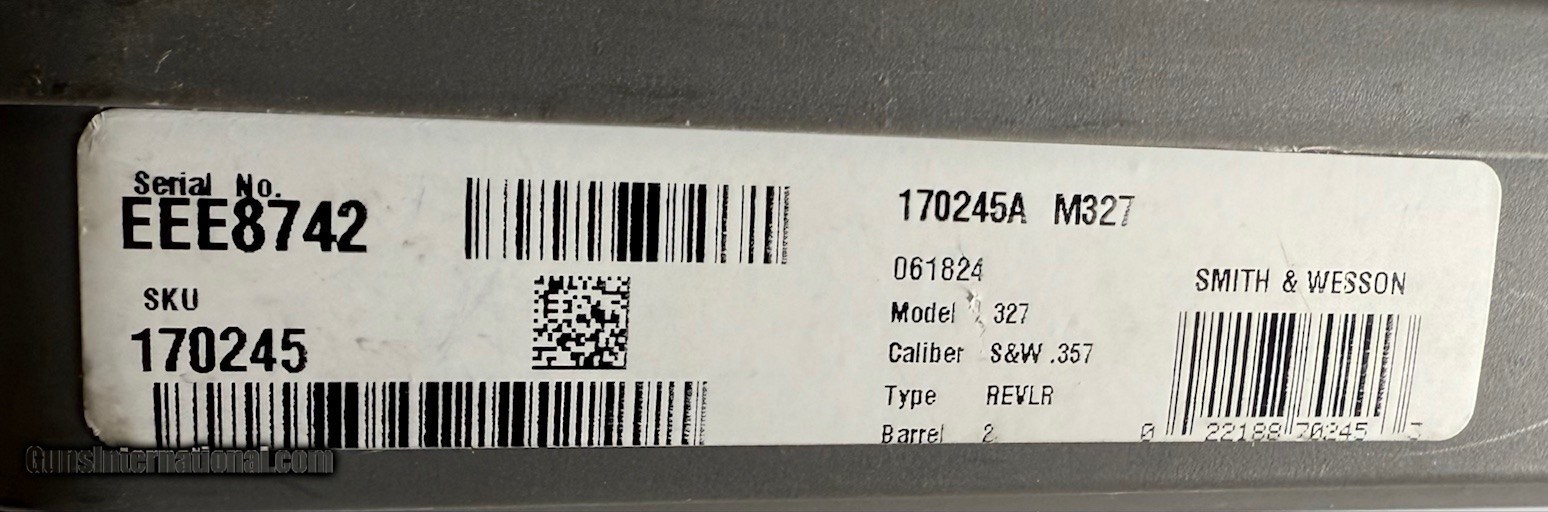 Serial No.
EEE8742
SKU
170245
170245A M327
061824
Model 327
Caliber S&W .357
Type REVLR
Barrel 2
SMITH & WESSON
0 22188 70245 3
GunsInternational.com